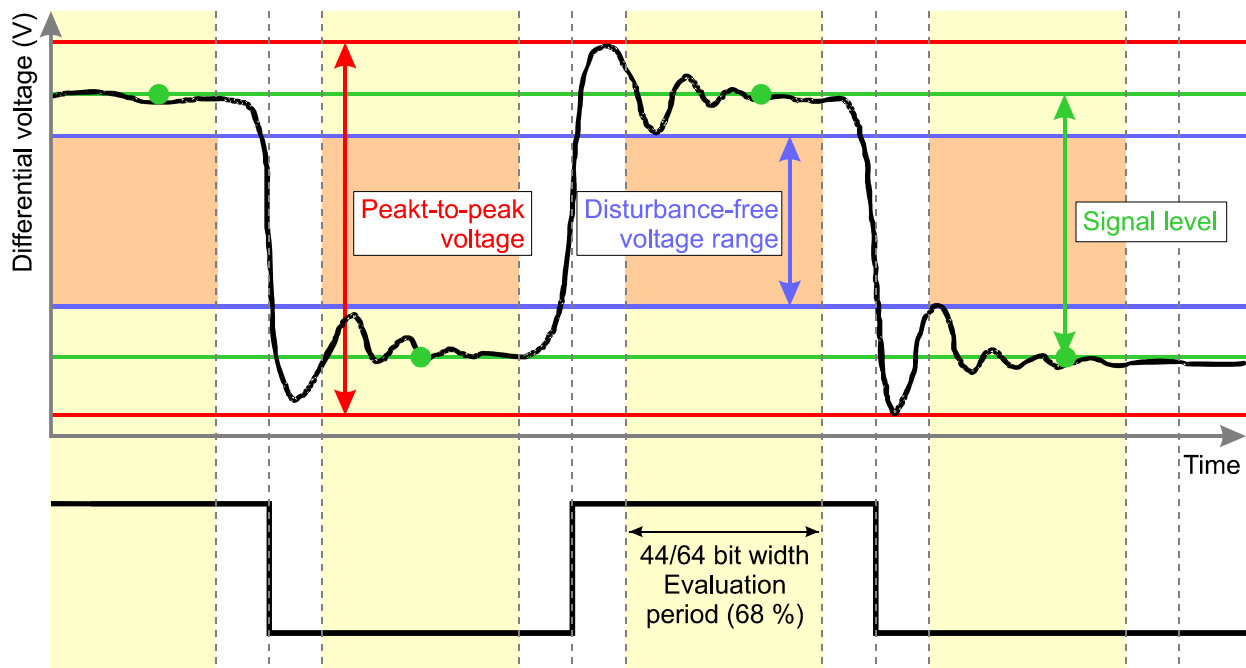 Differential voltage (V)
Peakt-to-peak
voltage
Disturbance-free
voltage range
Signal level
Time
44/64 bit width
Evaluation
period (68 %)